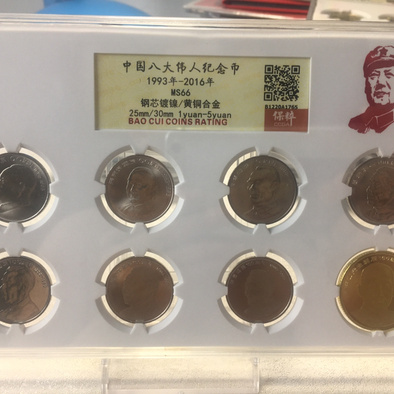 中国八大伟人纪念币
1993年-2016年
MS66
钢芯镀镍/黄铜合金
25mm/30mm 1yuan-5yuan
BAO CUI COINS RATING
保粹